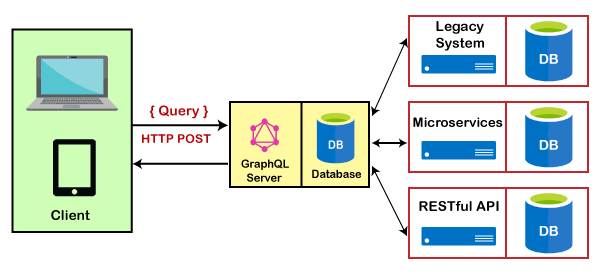 Client
{ Query }
HTTP POST
GraphQL
Server
DB
Database
Legacy
System
DB
Microservices
DB
RESTful API
DB